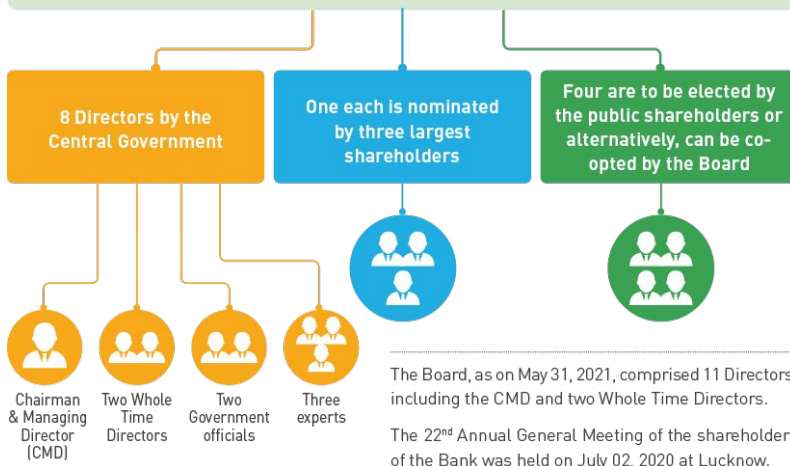 8 Directors by the
Central Government
One each is nominated
by three largest
shareholders
Four are to be elected by
the public shareholders or
alternatively, can be co-
opted by the Board
Chairman
& Managing
Director
(CMD)
Two Whole
Time
Directors
Two
Government
officials
Three
experts
The Board, as on May 31, 2021, comprised 11 Directors
including the CMD and two Whole Time Directors.
The 22nd Annual General Meeting of the shareholder
of the Bank was held on July 02, 2020 at Lucknow.